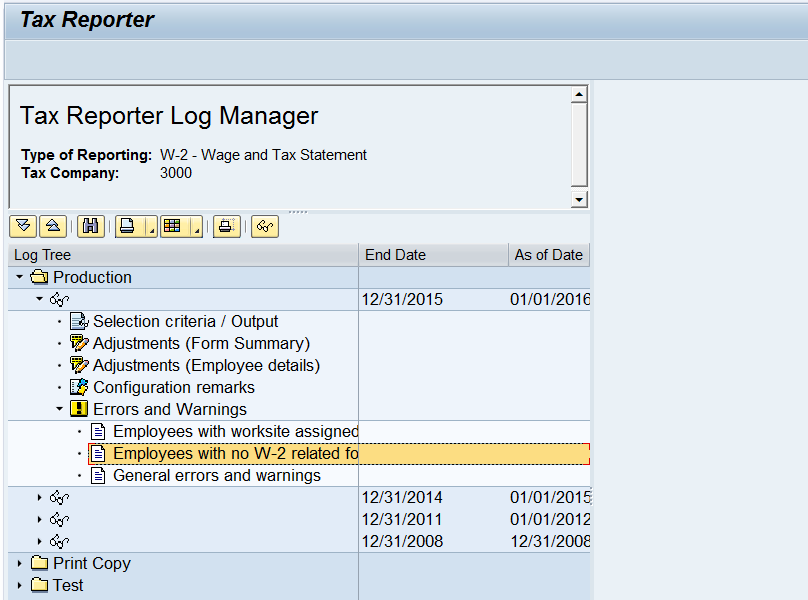 Tax Reporter
Tax Reporter Log Manager
Type of Reporting: W-2 - Wage and Tax Statement
Tax Company: 3000
Log Tree End Date As of Date
Production
12/31/2015 01/01/2016
Selection criteria / Output
Adjustments (Form Summary)
Adjustments (Employee details)
Configuration remarks
Errors and Warnings
Employees with worksite assigned
Employees with no W-2 related fo
General errors and warnings
12/31/2014 01/01/2015
12/31/2011 01/01/2012
12/31/2008 12/31/2008
Print Copy
Test